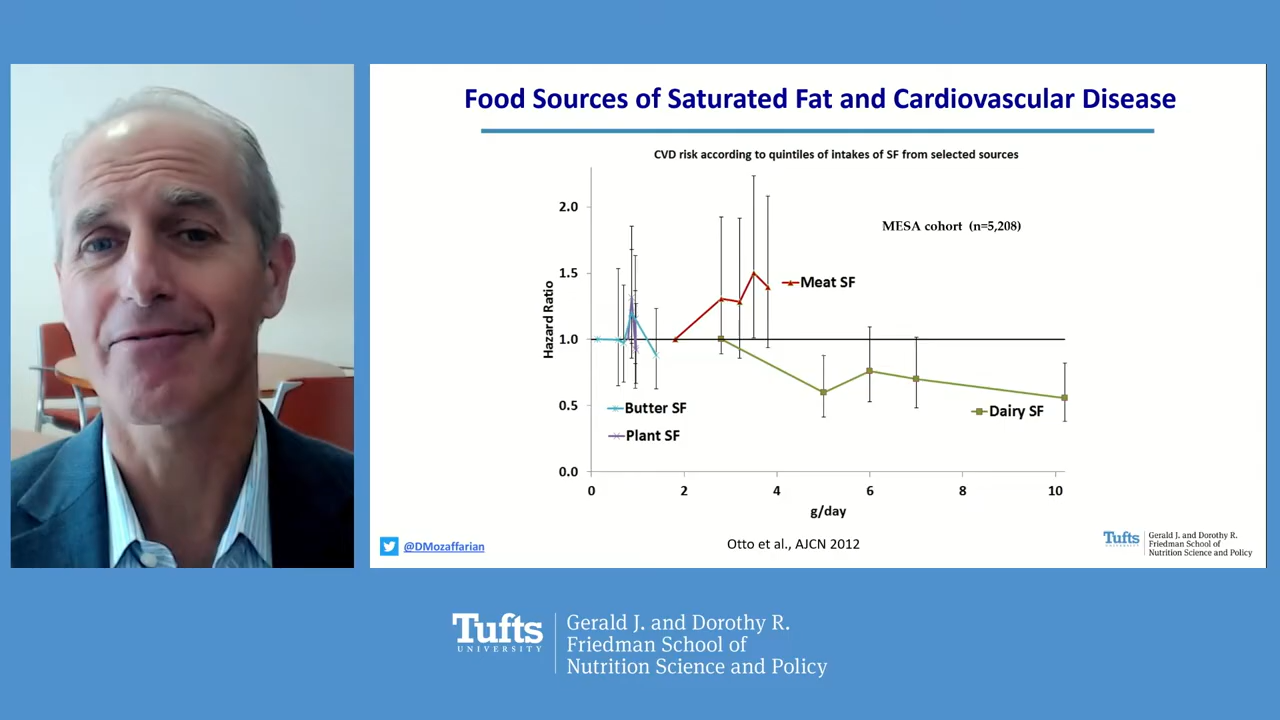 Food Sources of Saturated Fat and Cardiovascular Disease
CVD risk according to quintiles of intakes of SF from selected sources
2.0
1.5
1.0
0.5
0.0
Hazard Ratio
MESA cohort (n=5,208)
Meat SF
Butter SF
Plant SF
Dairy SF
0 2 4 6 8 10
g/day
@DMozaffarian
Otto et al., AJCN 2012
Tufts
UNIVERSITY
Gerald J. and Dorothy R.
Friedman School of
Nutrition Science and Policy
Tufts
UNIVERSITY
Gerald J. and Dorothy R.
Friedman School of
Nutrition Science and Policy